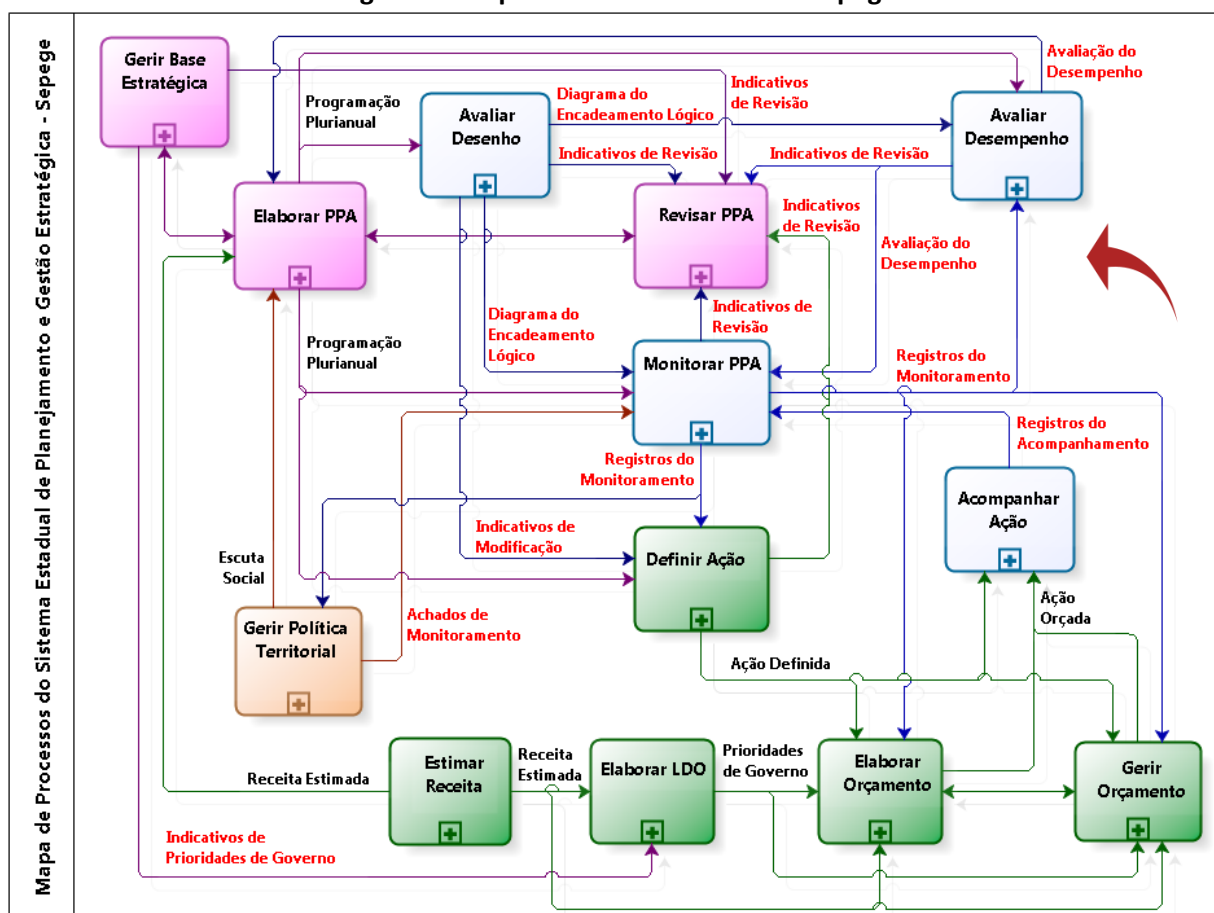 Mapa de Processos do Sistema Estadual de Planejamento e Gestão Estratégica - Sepege
Gerir Base
Estratégica
Programação
Plurianual
Avaliar
Desenho
Diagrama do
Encadeamento Lógico
Indicativos de Revisão
Indicativos
de Revisão
Indicativos de Revisão
Avaliação do
Desempenho
Avaliar
Desempenho
Elaborar PPA
Revisar PPA
Indicativos
de Revisão
Avaliação do
Desempenho
Programação
Plurianual
Diagrama do
Encadeamento
Lógico
Indicativos de
Revisão
Monitorar PPA
Registros do
Monitoramento
Registros do
Acompanhamento
Registros do
Monitoramento
Acompanhar
Ação
Indicativos de
Modificação
Definir Ação
Escuta
Social
Gerir Política
Territorial
Achados de
Monitoramento
Ação
Orçada
Ação Definida
Receita Estimada
Estimar
Receita
Receita
Estimada
Elaborar LDO
Prioridades
de Governo
Elaborar
Orçamento
Gerir
Orçamento
Indicativos de
Prioridades de Governo